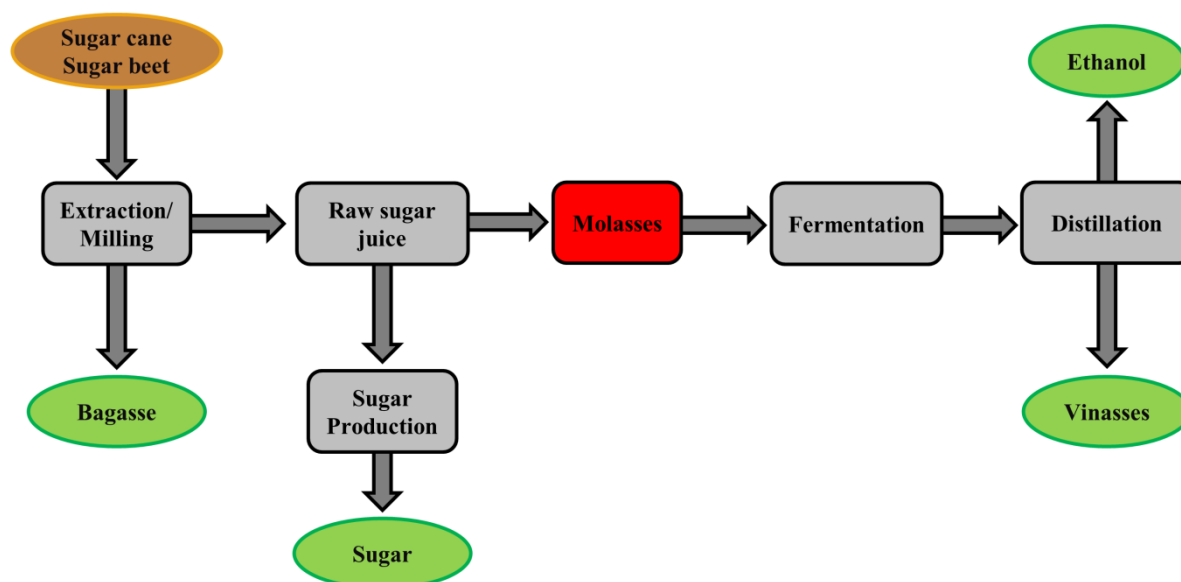 Sugar cane
Sugar beet
Ethanol
Extraction/
Milling
Raw sugar
juice
Molasses
Fermentation
Distillation
Bagasse
Sugar
Production
Vinasses
Sugar